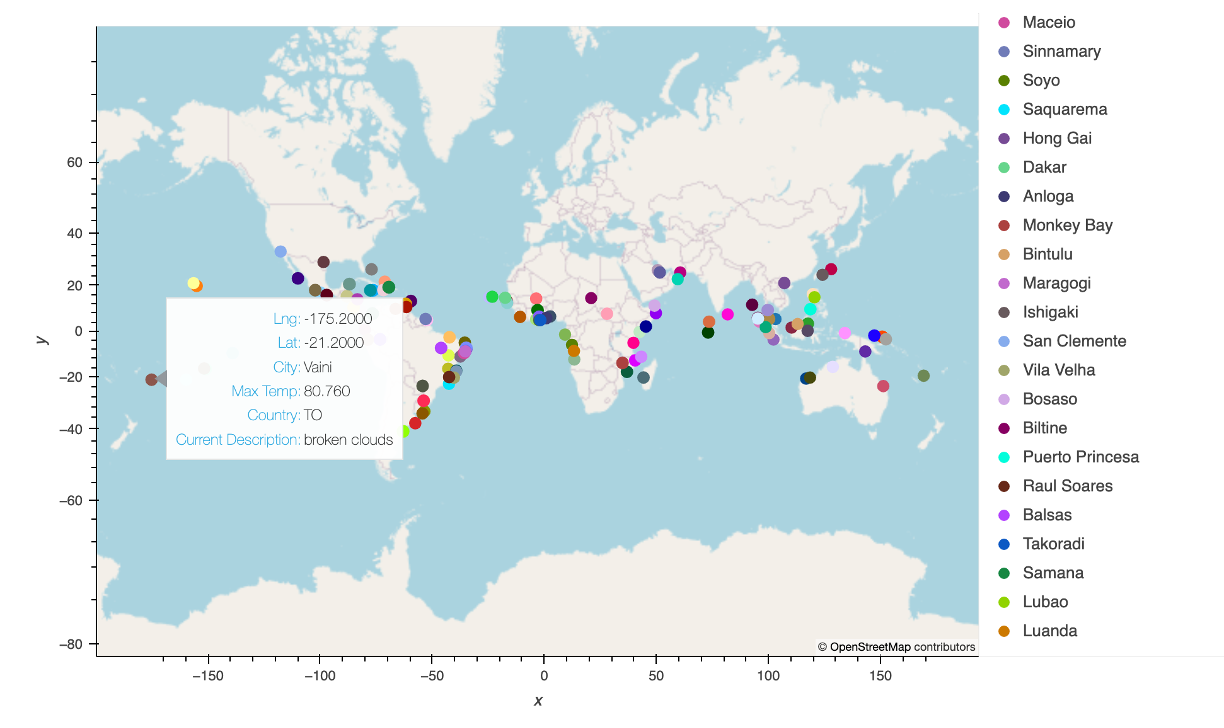 60
40
20
0
−20
−40
−60
−80
y
−150
−100
−50
0
50
100
150
x
Lng: -175.2000
Lat: -21.2000
City: Vaini
Max Temp: 80.760
Country: TO
Current Description: broken clouds
© OpenStreetMap contributors
Maceio
Sinnamary
Soyo
Saquarema
Hong Gai
Dakar
Anloga
Monkey Bay
Bintulu
Maragogi
Ishigaki
San Clemente
Vila Velha
Bosaso
Biltine
Puerto Princesa
Raul Soares
Balsas
Takoradi
Samana
Lubao
Luanda